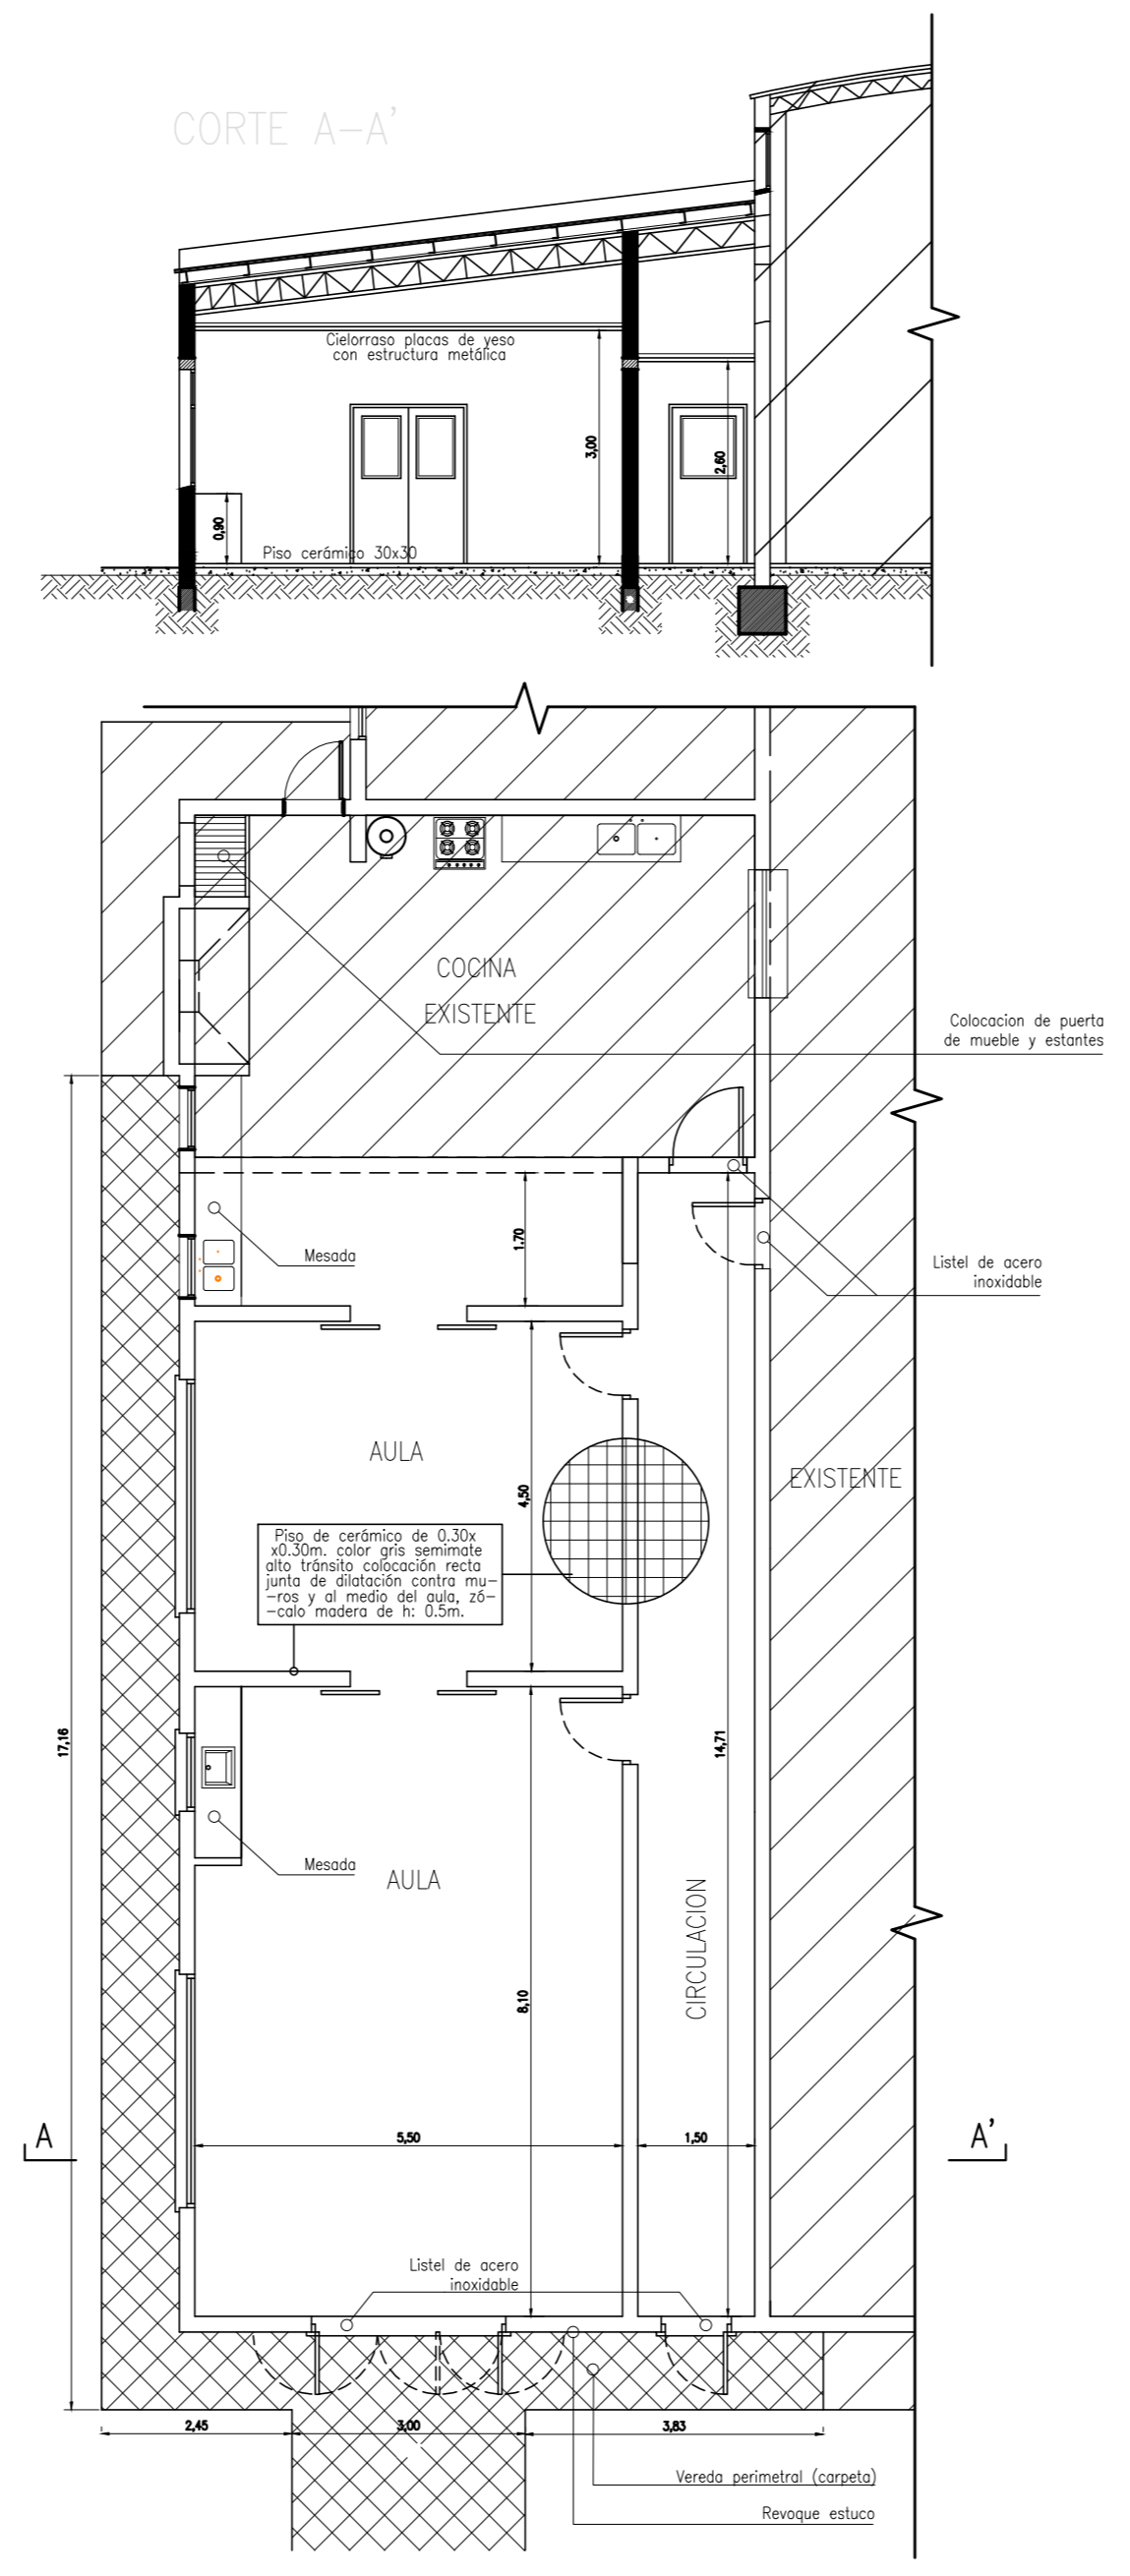 CORTE A-A'
Cielorraso placas de yeso
con estructura metálica
3,00
2,60
0,90
Piso cerámico 30x30
COCINA
EXISTENTE
Colocacion de puerta
de mueble y estantes
1.70
Mesada
Listel de acero
inoxidable
AULA
EXISTENTE
4,50
Piso de cerámico de 0.30x
x0.30m. color gris semimate
alto tránsito colocación recta
junta de dilatación contra mu-
-ros y al medio del aula, zó-
-calo madera de h: 0.5m.
17,16
14,71
Mesada
AULA
CIRCULACION
8,10
A
A'
5,50
1,50
Listel de acero
inoxidable
2,45
3,00
3,83
Vereda perimetral (carpeta)
Revoque estuco